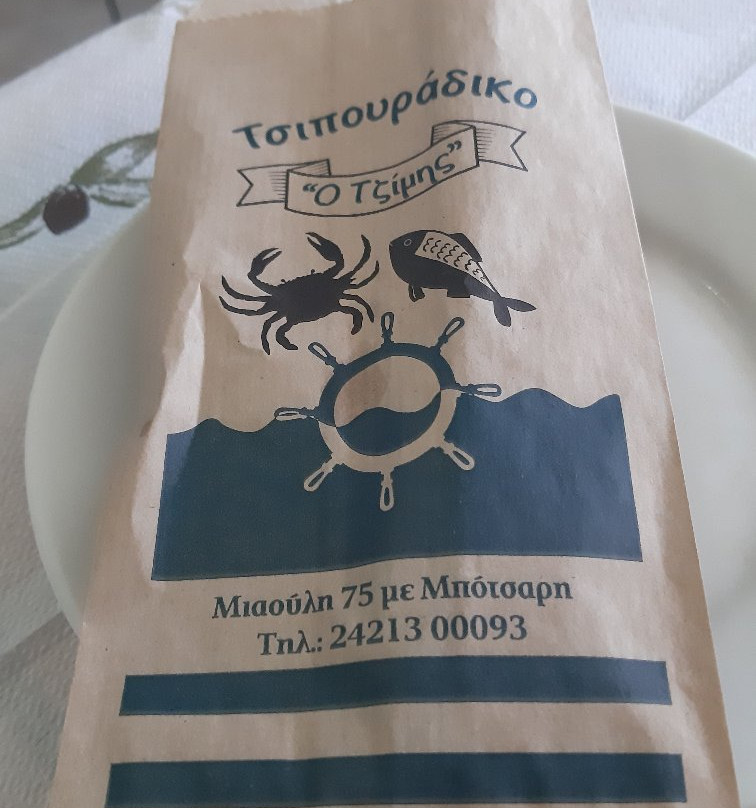 Τσιπουράδικο
"Ο Τζίμης"
Μιαούλη 75 με Μπότσαρη
Τηλ.: 24213 00093